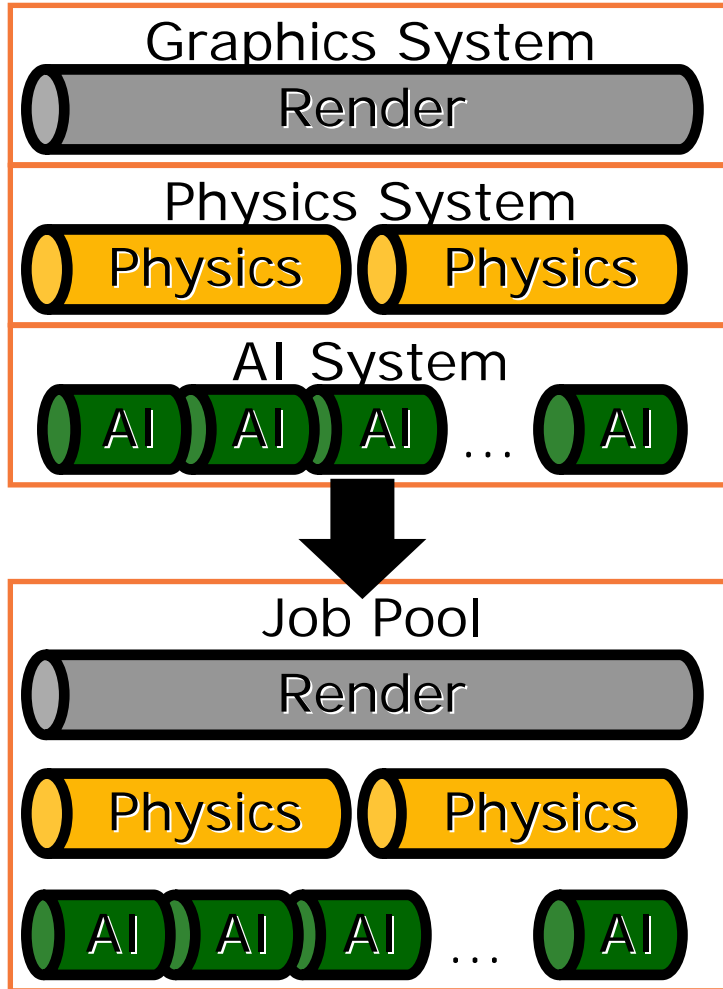 Graphics System
Render
Physics System
Physics Physics
AI System
AI AI AI ... AI
Job Pool
Render
Physics Physics
AI AI AI ... AI